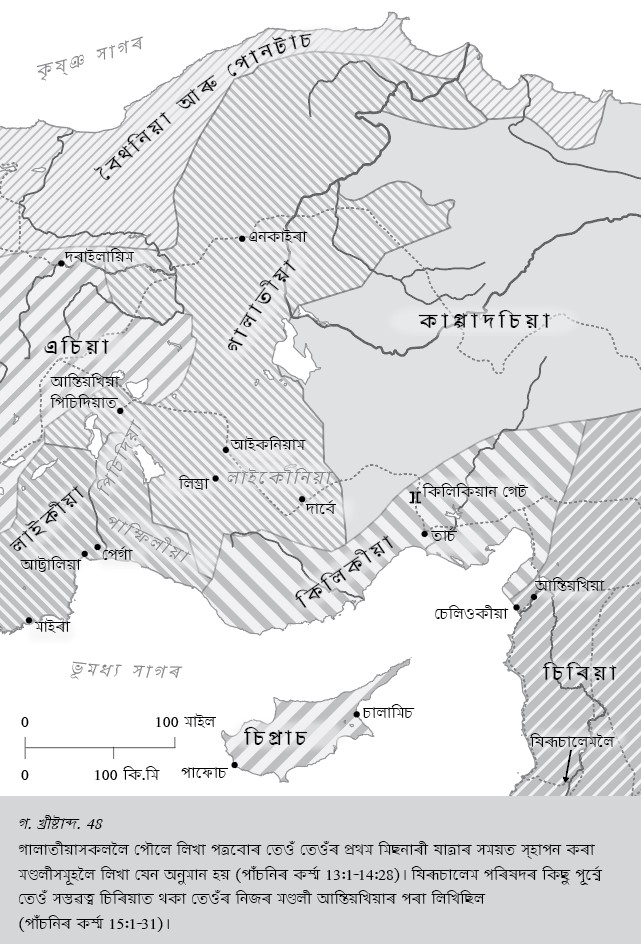 কৃষ্ঞ সাগৰ
বৈথনিয়া আৰু পোনটাচ
এনকাইৰা
দৰাইলায়িম
গালাতীয়া
কাপ্পাদচিয়া
এচিয়া
আন্তিয়খিয়া
পিচিদিয়াত
পিচিদিয়া
আইকনিয়াম
লিস্ত্ৰা
লাইকৌনিয়া
দাৰ্বে
কিলিকিয়ান গেট
লাইকীয়া
পাম্ফিলীয়া
তাৰ্চ
আট্টালিয়া
পেৰ্গা
কিলিকীয়া
আন্তিয়খিয়া
চেলিওকীয়া
মাইৰা
ভূমধ্য সাগৰ
চিৰিয়া
চালামিচ
0 100 মাইল
চিপ্ৰাচ
যিৰূচালেমলৈ
0 100 কি.মি
পাফোচ
গ. খ্ৰীষ্টাব্দ. 48
গালাতীয়াসকললৈ পৌলে লিখা পত্ৰবোৰ তেওঁ তেওঁৰ প্ৰথম মিছনাৰী যাত্ৰাৰ সময়ত স্হাপন কৰা
মণ্ডলীসমূহলৈ লিখা যেন অনুমান হয় (পাঁচনিৰ কৰ্ম্ম 13:1-14:28)। যিৰূচালেম পৰিষদৰ কিছু পূৰ্ব্বে
তেওঁ সম্ভৱত্ব চিৰিয়াত থকা তেওঁৰ নিজৰ মণ্ডলী আন্তিয়খিয়াৰ পৰা লিখিছিল
(পাঁচনিৰ কৰ্ম্ম 15:1-31)।